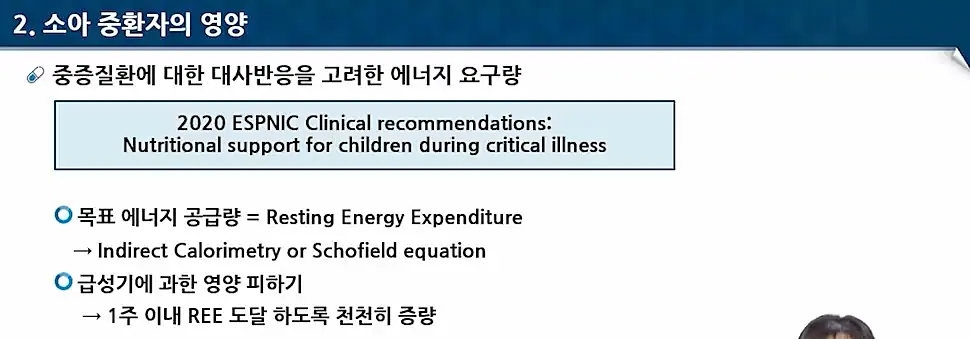 2. 소아 중환자의 영양
중증질환에 대한 대사반응을 고려한 에너지 요구량
2020 ESPNIC Clinical recommendations:
Nutritional support for children during critical illness
목표 에너지 공급량 = Resting Energy Expenditure
→ Indirect Calorimetry or Schofield equation
급성기에 과한 영양 피하기
→ 1주 이내 REE 도달 하도록 천천히 증량